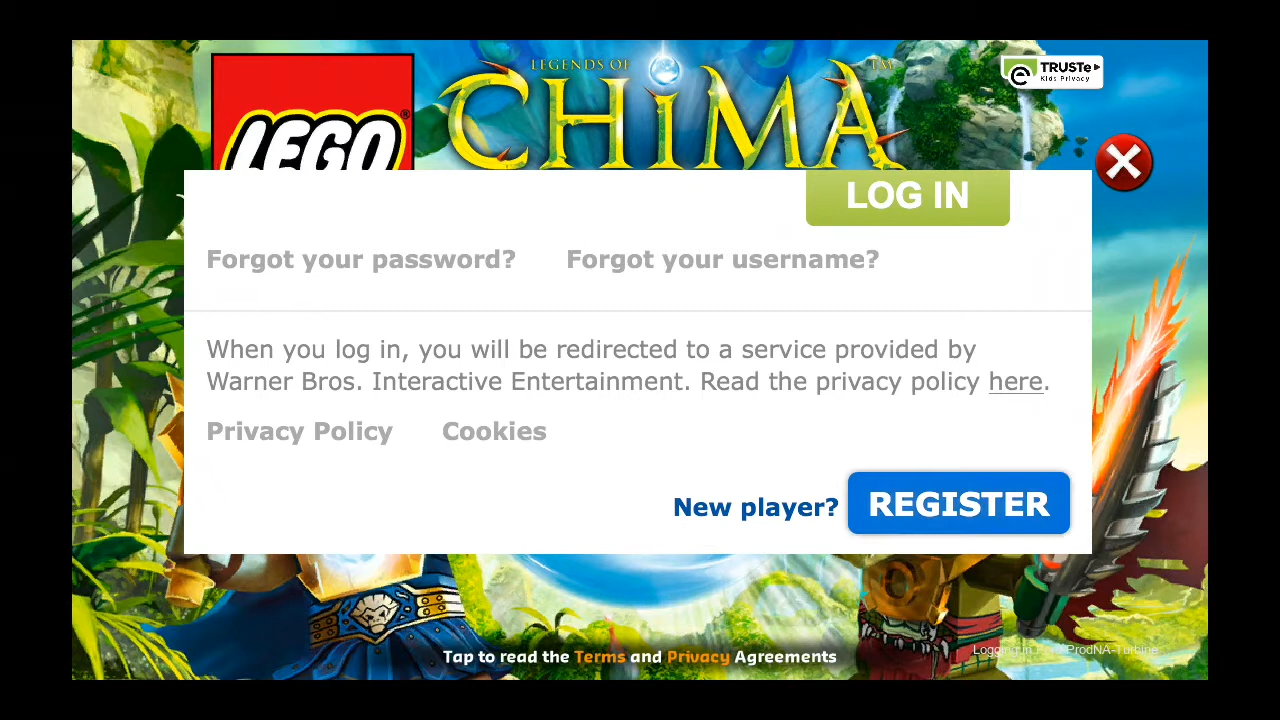 LEGENDS OF
LEGO®
CHIMA™
TRUSTe
Kids Privacy
LOG IN
Forgot your password? Forgot your username?
When you log in, you will be redirected to a service provided by
Warner Bros. Interactive Entertainment. Read the privacy policy here.
Privacy Policy Cookies
New player? REGISTER
Tap to read the Terms and Privacy Agreements